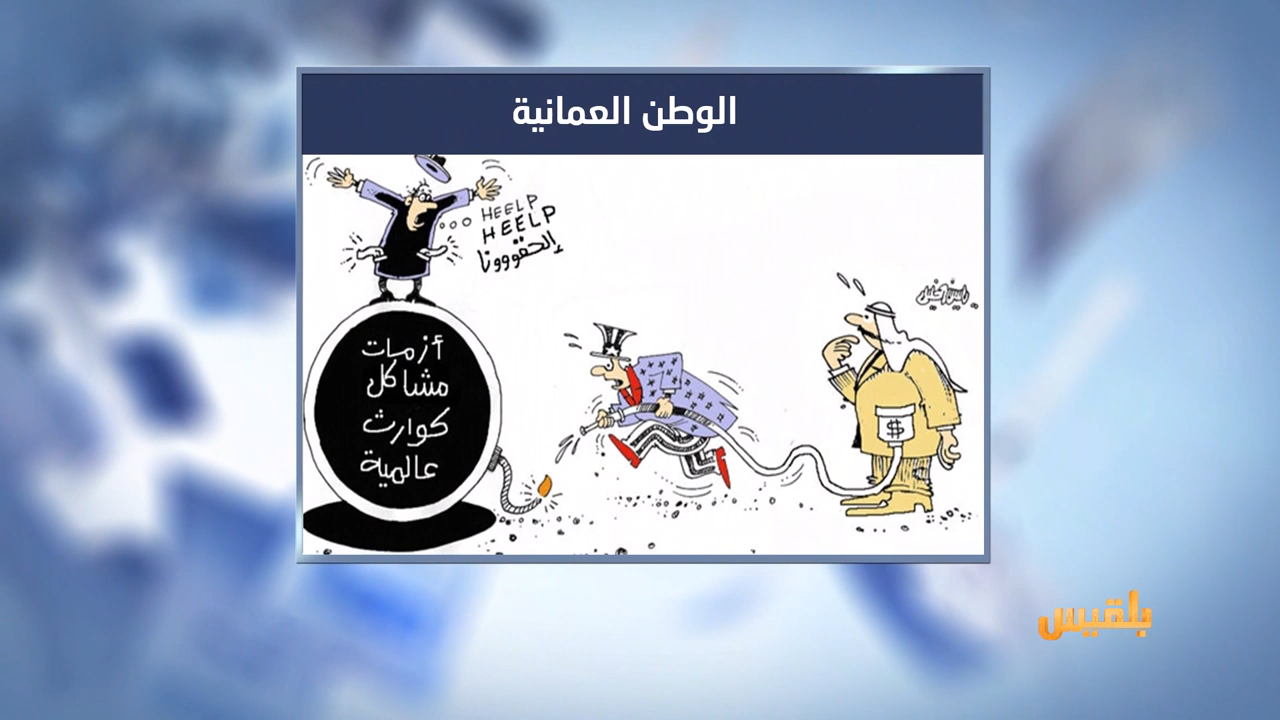 الوطن العمانية
HEELP
HEELP
إلحقوووونا
أزمات
مشاكل
كوارث
عالمية
$
بلقيس